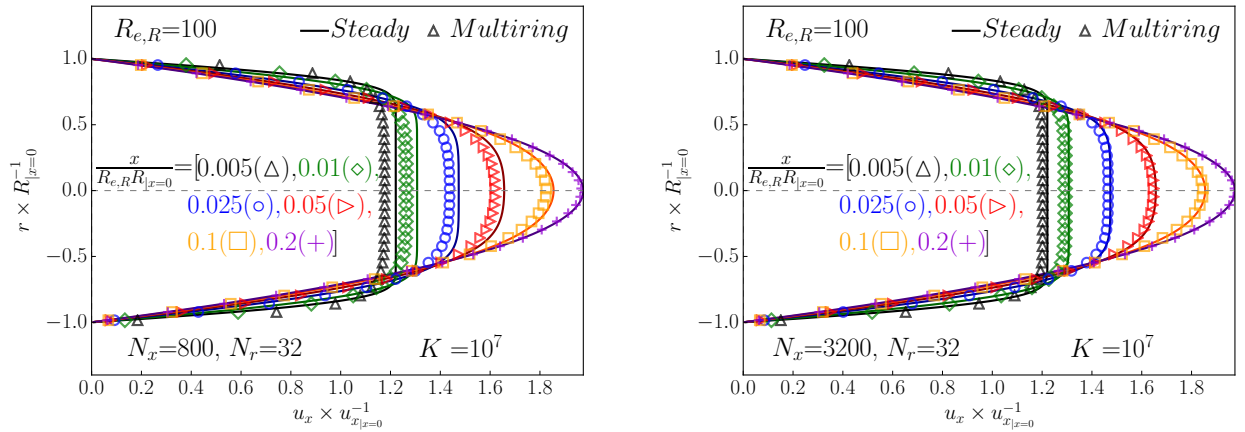 R_{e,R}=100 — Steady △ Multiring
1.0
0.5
0.0
−0.5
−1.0
r × R^{-1}_{|x=0}
x/(R_{e,R}R_{|x=0})=[0.005(△),0.01(◇),
0.025(○),0.05(▷),
0.1(□),0.2(+)]
N_x=800, N_r=32 K =10^7
0.0 0.2 0.4 0.6 0.8 1.0 1.2 1.4 1.6 1.8
u_x × u^{-1}_{x_{|x=0}}
R_{e,R}=100 — Steady △ Multiring
1.0
0.5
0.0
−0.5
−1.0
r × R^{-1}_{|x=0}
x/(R_{e,R}R_{|x=0})=[0.005(△),0.01(◇),
0.025(○),0.05(▷),
0.1(□),0.2(+)]
N_x=3200, N_r=32 K =10^7
0.0 0.2 0.4 0.6 0.8 1.0 1.2 1.4 1.6 1.8
u_x × u^{-1}_{x_{|x=0}}